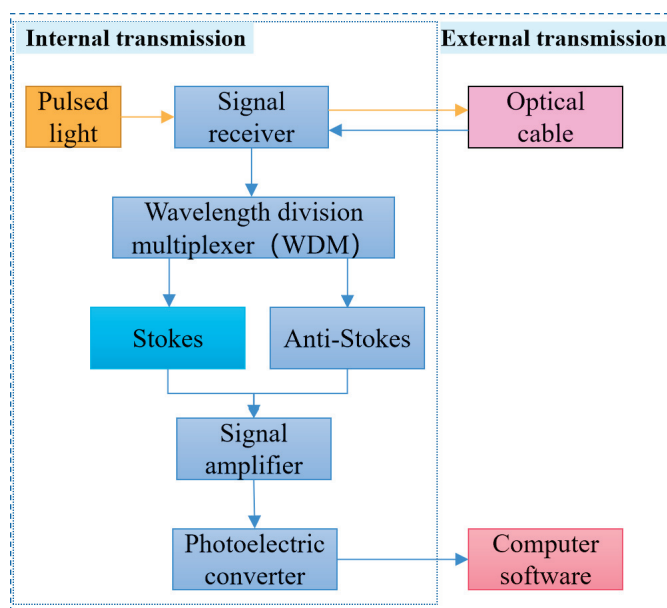 Internal transmission
External transmission
Pulsed
light
Signal
receiver
Optical
cable
Wavelength division
multiplexer（WDM）
Stokes
Anti-Stokes
Signal
amplifier
Photoelectric
converter
Computer
software